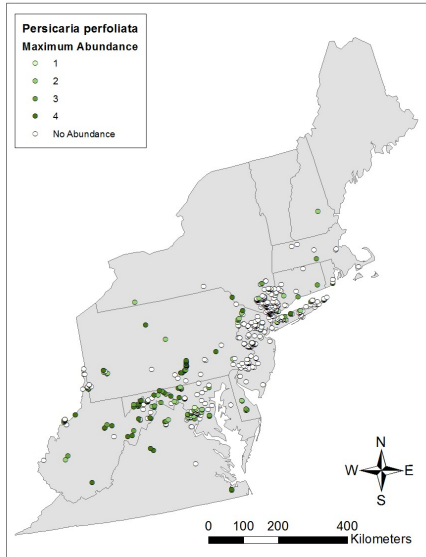 Persicaria perfoliata
Maximum Abundance
1
2
3
4
No Abundance
N
W E
S
0 100 200 400
Kilometers